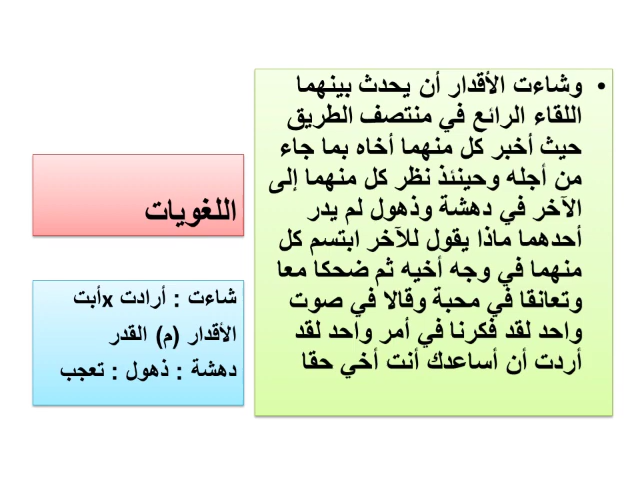 • وشاءت الأقدار أن يحدث بينهما
اللقاء الرائع في منتصف الطريق
حيث أخبر كل منهما أخاه بما جاء
من أجله وحينئذ نظر كل منهما إلى
الآخر في دهشة وذهول لم يدر
أحدهما ماذا يقول للآخر ابتسم كل
منهما في وجه أخيه ثم ضحكا معا
وتعانقا في محبة وقالا في صوت
واحد لقد فكرنا في أمر واحد لقد
أردت أن أساعدك أنت أخي حقا
اللغويات
شاءت : أرادت xأبت
الأقدار (م) القدر
دهشة : ذهول : تعجب